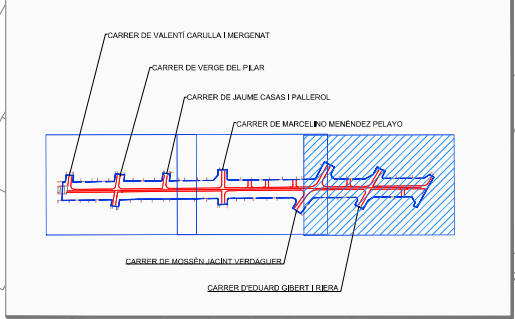 CARRER DE VALENTÍ CARULLA I MERGENAT
CARRER DE VERGE DEL PILAR
CARRER DE JAUME CASAS I PALLEROL
CARRER DE MARCELINO MENÉNDEZ PELAYO
CARRER DE MOSSÈN JACINT VERDAGUER
CARRER D'EDUARD GIBERT I RIERA